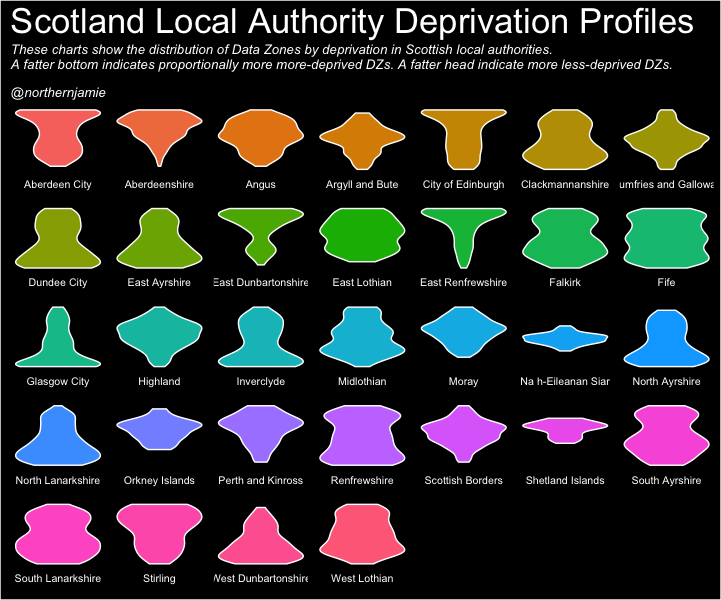 Scotland Local Authority Deprivation Profiles
These charts show the distribution of Data Zones by deprivation in Scottish local authorities.
A fatter bottom indicates proportionally more more-deprived DZs. A fatter head indicate more less-deprived DZs.
@northernjamie
Aberdeen City Aberdeenshire Angus Argyll and Bute City of Edinburgh Clackmannanshire umfries and Gallowa
Dundee City East Ayrshire East Dunbartonshire East Lothian East Renfrewshire Falkirk Fife
Glasgow City Highland Inverclyde Midlothian Moray Na h-Eileanan Siar North Ayrshire
North Lanarkshire Orkney Islands Perth and Kinross Renfrewshire Scottish Borders Shetland Islands South Ayrshire
South Lanarkshire Stirling West Dunbartonshire West Lothian